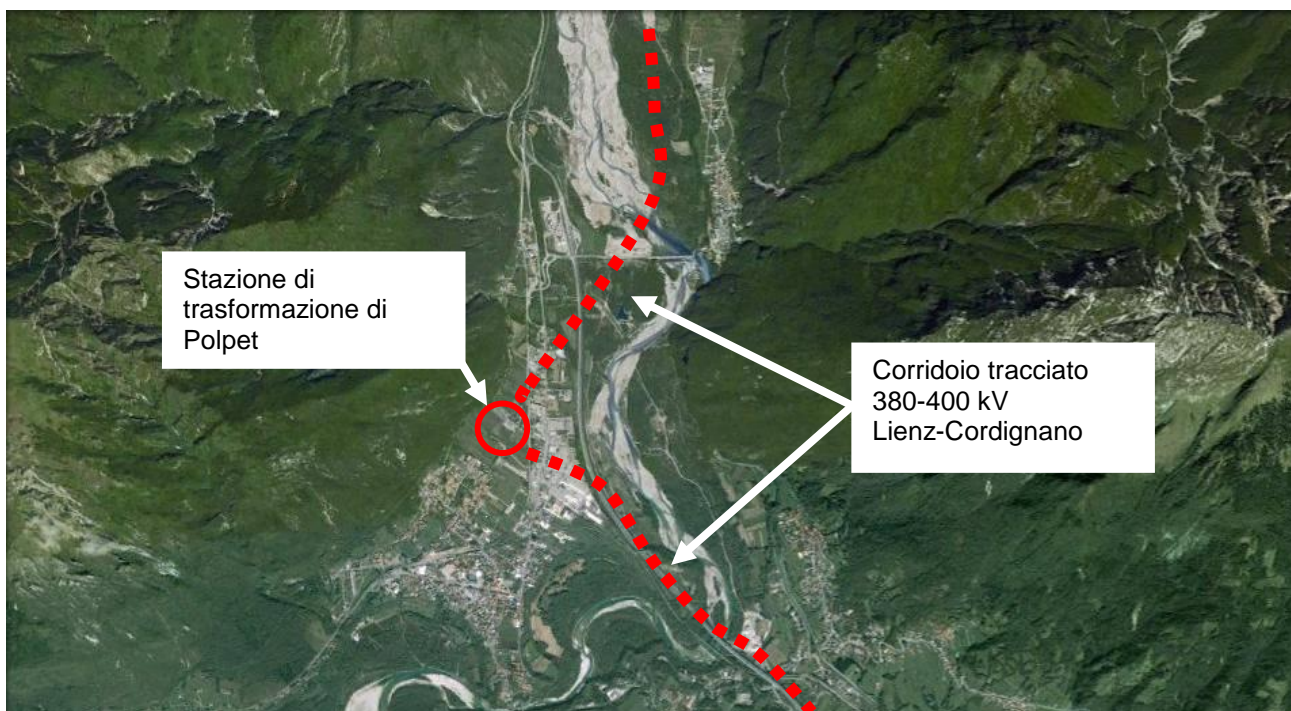 Stazione di
trasformazione di
Polpet
Corridoio tracciato
380-400 kV
Lienz-Cordignano